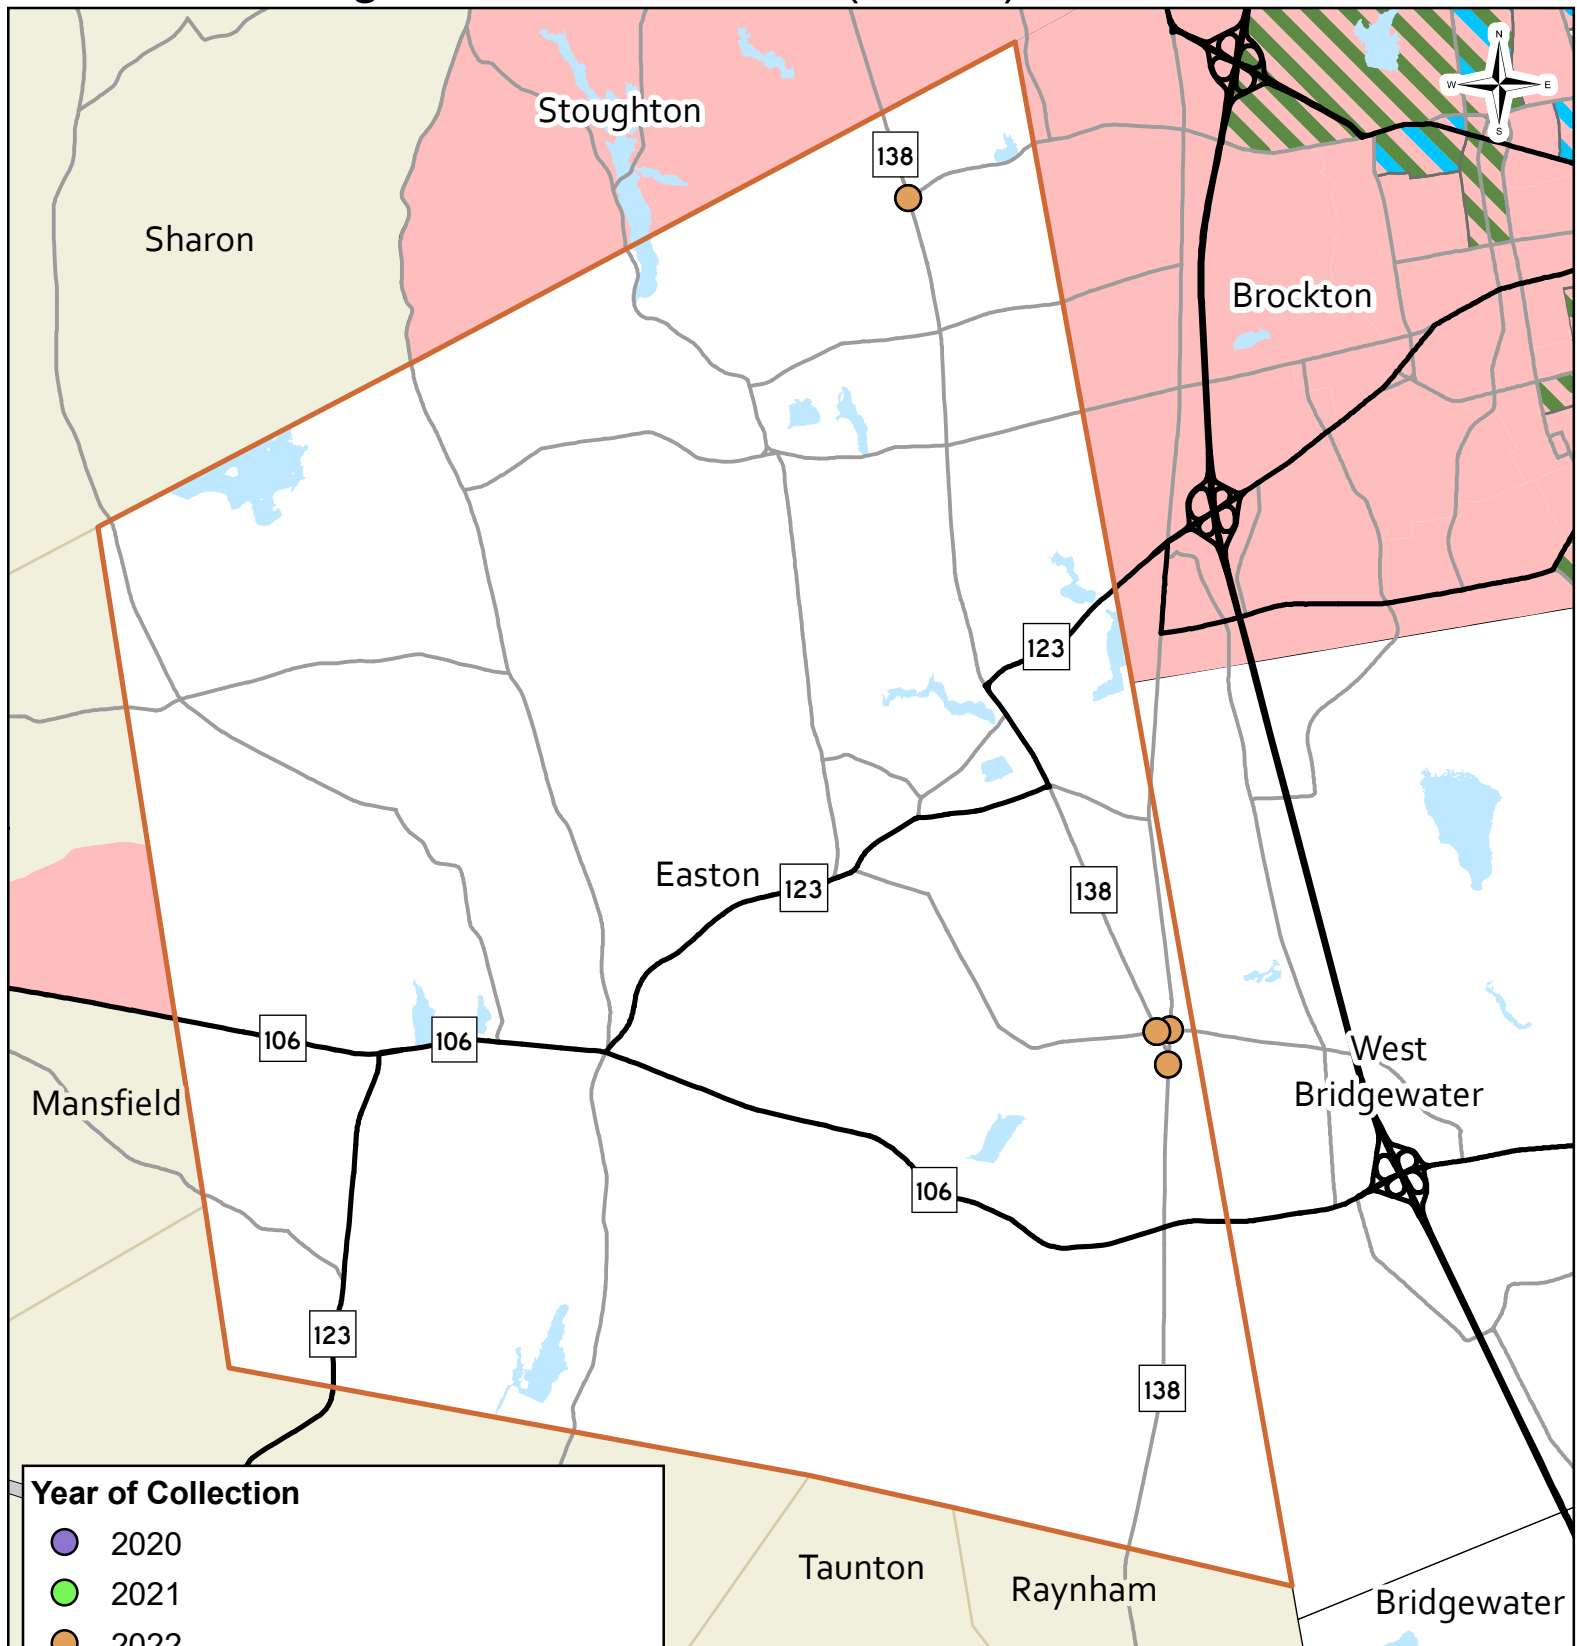 N
W E
S
Stoughton
138
Sharon
Brockton
123
Easton
123
138
106
106
West
Bridgewater
Mansfield
106
123
138
Year of Collection
2020
2021
2022
Taunton
Raynham
Bridgewater